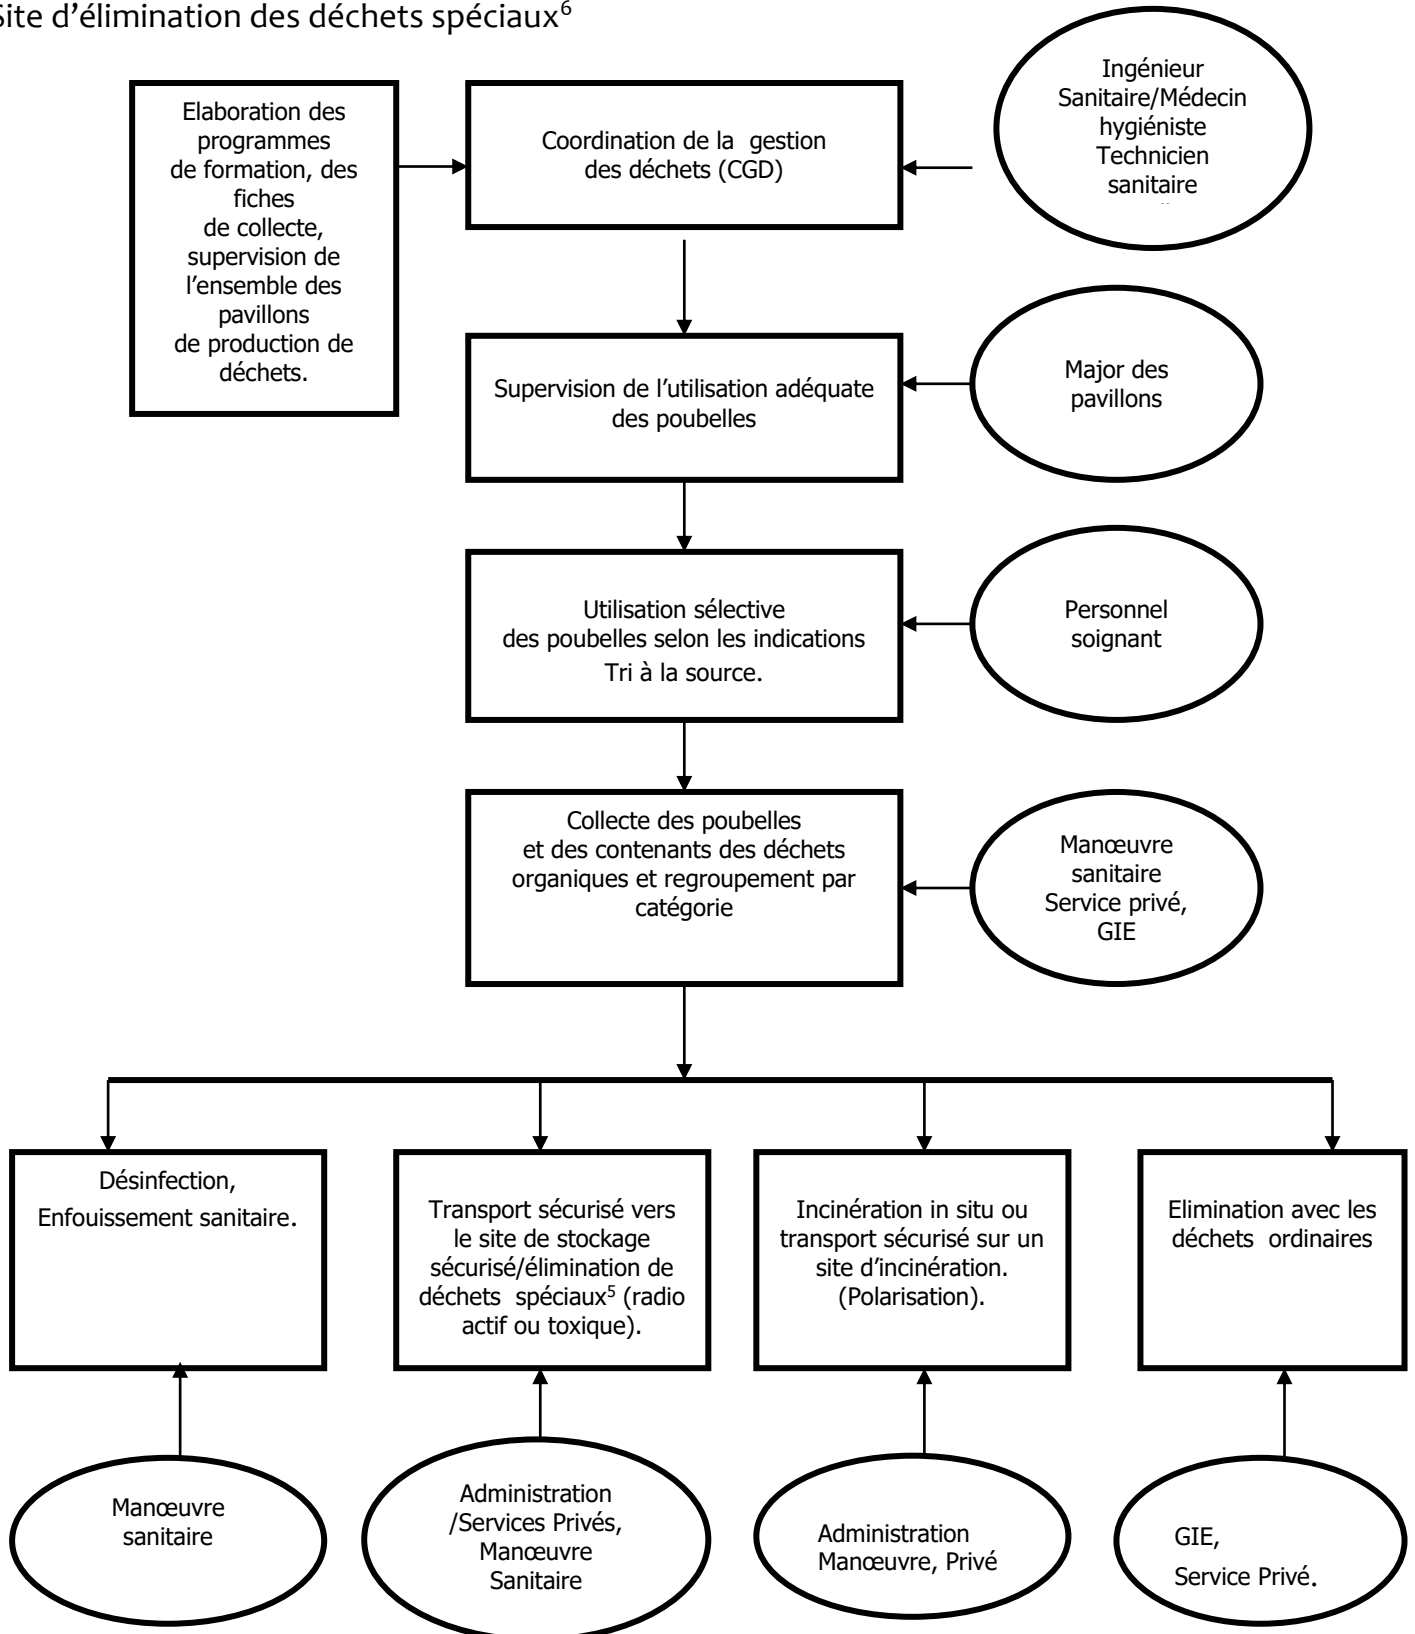 Site d’élimination des déchets spéciaux⁶
Elaboration des
programmes
de formation, des
fiches
de collecte,
supervision de
l’ensemble des
pavillons
de production de
déchets.
Coordination de la gestion
des déchets (CGD)
Ingénieur
Sanitaire/Médecin
hygiéniste
Technicien
sanitaire
Supervision de l’utilisation adéquate
des poubelles
Major des
pavillons
Utilisation sélective
des poubelles selon les indications
Tri à la source.
Personnel
soignant
Collecte des poubelles
et des contenants des déchets
organiques et regroupement par
catégorie
Manœuvre
sanitaire
Service privé,
GIE
Désinfection,
Enfouissement sanitaire.
Transport sécurisé vers
le site de stockage
sécurisé/élimination de
déchets spéciaux⁵ (radio
actif ou toxique).
Incinération in situ ou
transport sécurisé sur un
site d’incinération.
(Polarisation).
Elimination avec les
déchets ordinaires
Manœuvre
sanitaire
Administration
/Services Privés,
Manœuvre
Sanitaire
Administration
Manœuvre, Privé
GIE,
Service Privé.